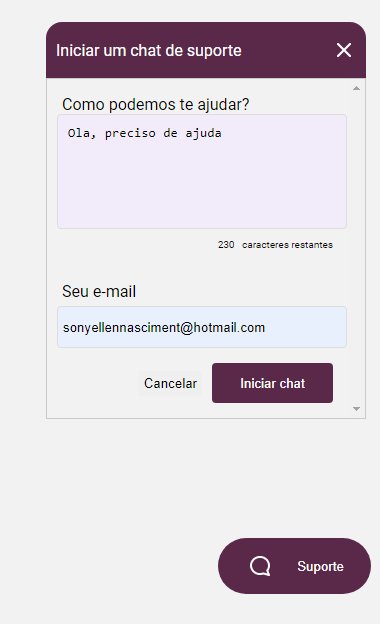 Iniciar um chat de suporte
Como podemos te ajudar?
Ola, preciso de ajuda
230 caracteres restantes
Seu e-mail
sonyellennasciment@hotmail.com
Cancelar Iniciar chat
Suporte